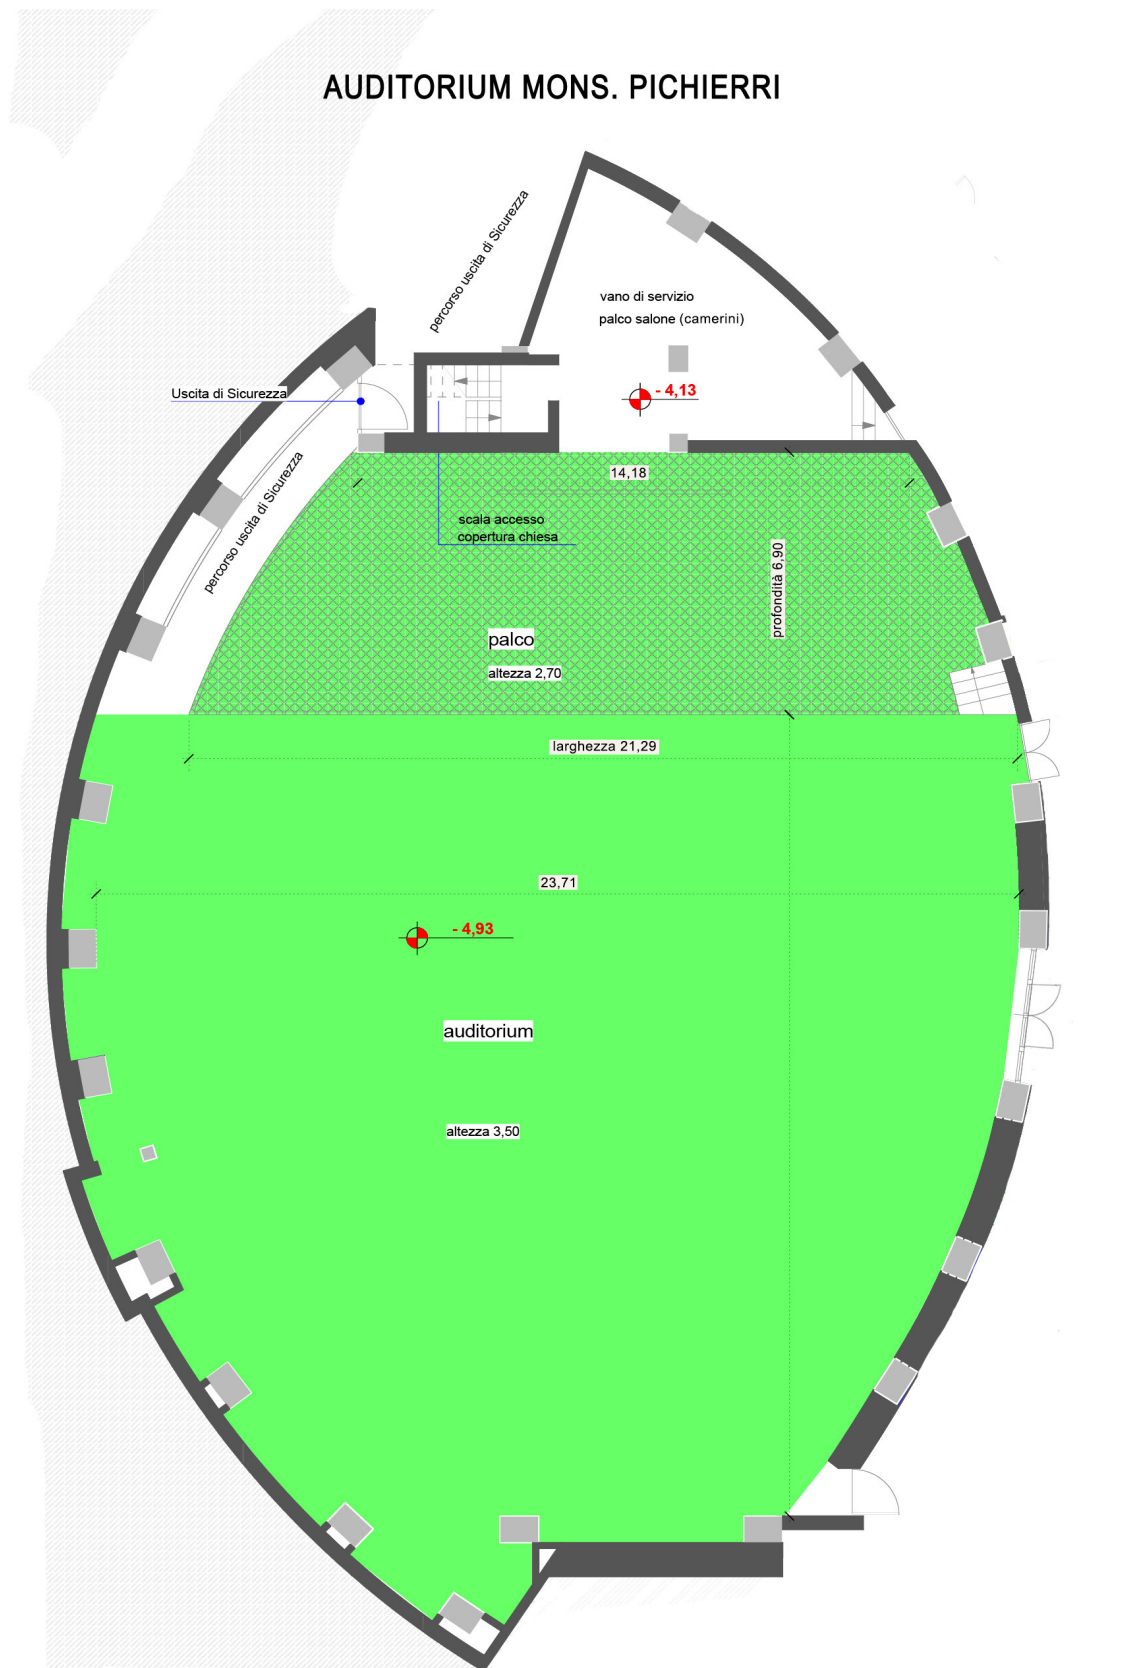 AUDITORIUM MONS. PICHIERRI
percorso uscita di Sicurezza
vano di servizio
palco salone (camerini)
Uscita di Sicurezza
- 4,13
14,18
percorso uscita di Sicurezza
scala accesso
copertura chiesa
profondità 6,90
palco
altezza 2,70
larghezza 21,29
23,71
- 4,93
auditorium
altezza 3,50